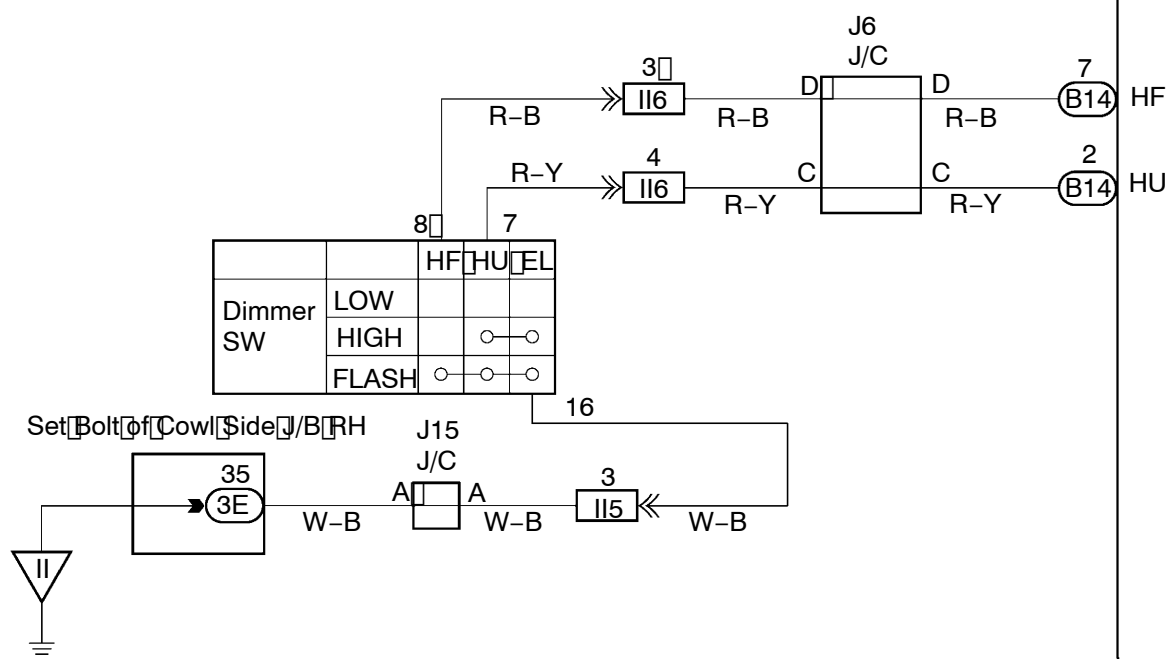 J6
J/C
3
II6
D
D
7
B14
HF
R–B
R–B
R–B
4
II6
C
C
2
B14
HU
R–Y
R–Y
R–Y
8
7
HF HU EL
Dimmer
SW
LOW
HIGH
FLASH
16
Set Bolt of Cowl Side J/B RH
35
3E
J15
J/C
A
A
3
II5
W–B
W–B
W–B
II